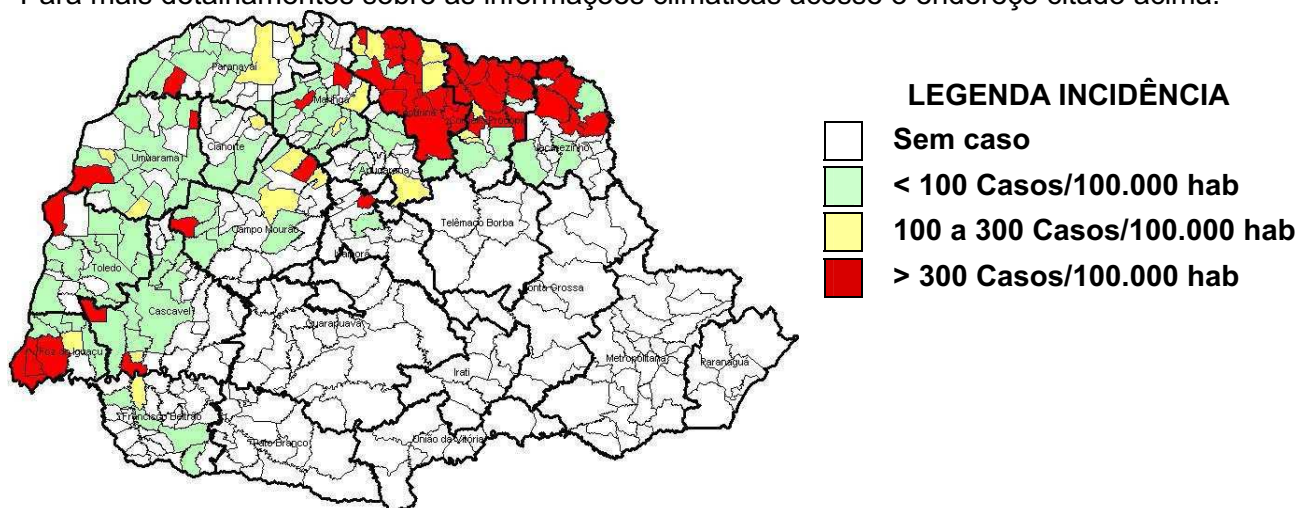 Para mais detalhamentos sobre as informações climáticas acesse o endereço citado acima.
LEGENDA INCIDÊNCIA
Sem caso
< 100 Casos/100.000 hab
100 a 300 Casos/100.000 hab
> 300 Casos/100.000 hab
Paranavaí
Maringá
Londrina
Cornélio Procópio
Jacarezinho
Umuarama
Cianorte
Apucarana
Campo Mourão
Telêmaco Borba
Ivaiporã
Toledo
Cascavel
Ponta Grossa
Guarapuava
Foz do Iguaçu
Irati
Metropolitana
Paranaguá
Francisco Beltrão
Pato Branco
União da Vitória